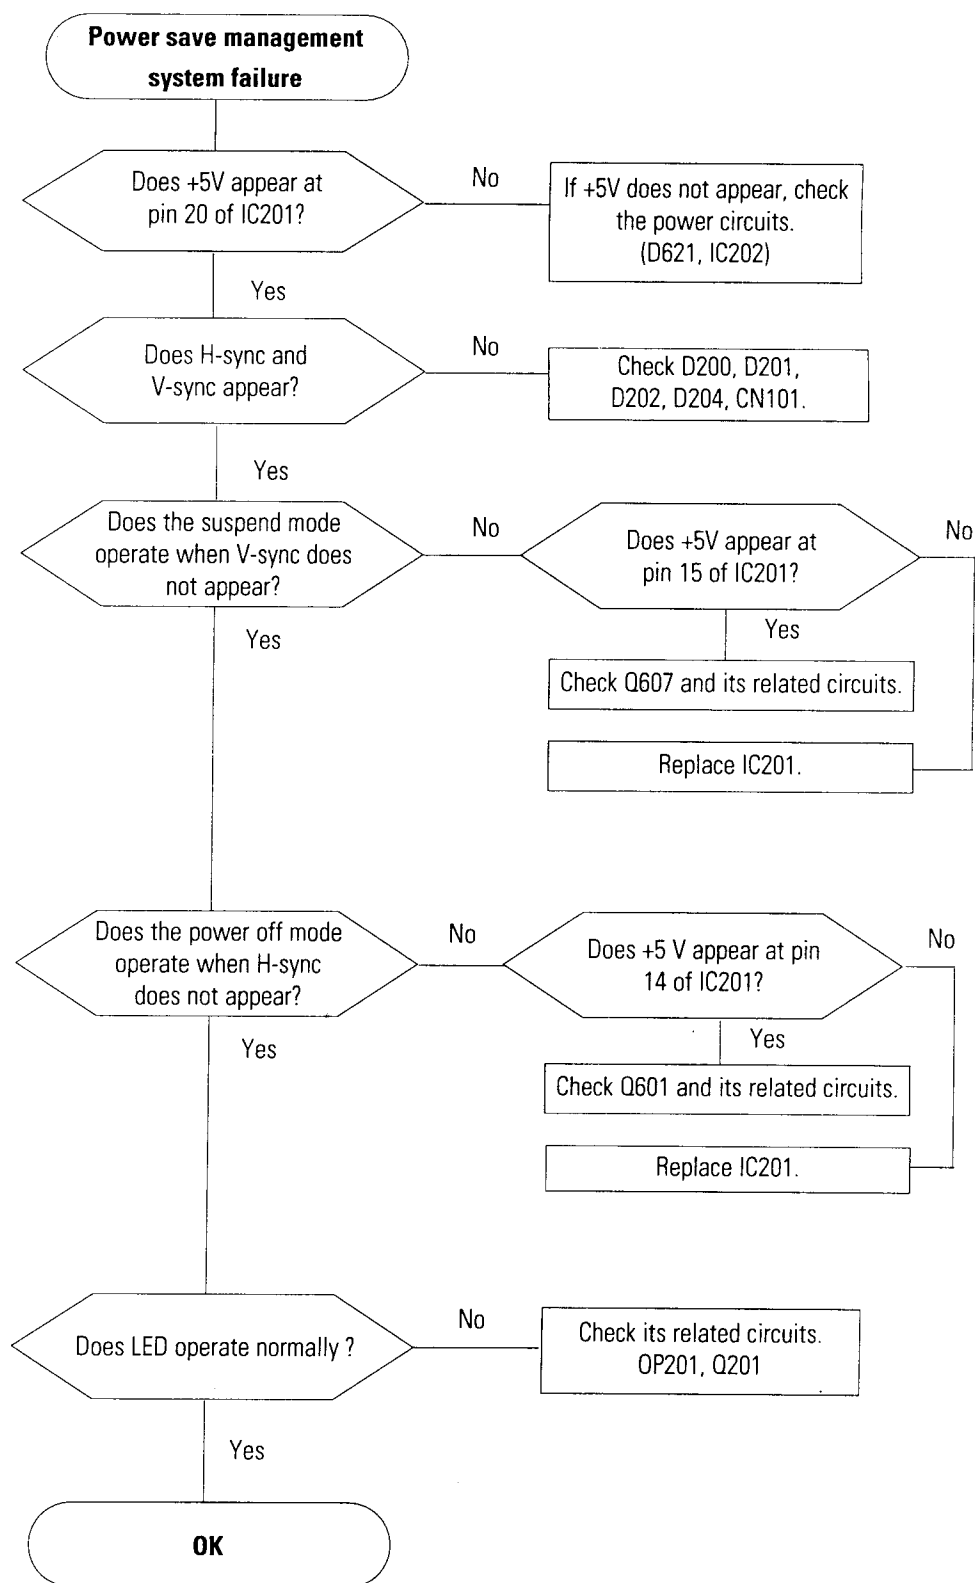 Power save management
system failure
Does +5V appear at
pin 20 of IC201?
No
If +5V does not appear, check
the power circuits.
(D621, IC202)
Yes
Does H-sync and
V-sync appear?
No
Check D200, D201,
D202, D204, CN101.
Yes
Does the suspend mode
operate when V-sync does
not appear?
No
Does +5V appear at
pin 15 of IC201?
No
Yes
Yes
Check Q607 and its related circuits.
Replace IC201.
Does the power off mode
operate when H-sync
does not appear?
No
Does +5 V appear at pin
14 of IC201?
No
Yes
Yes
Check Q601 and its related circuits.
Replace IC201.
Does LED operate normally ?
No
Check its related circuits.
OP201, Q201
Yes
OK